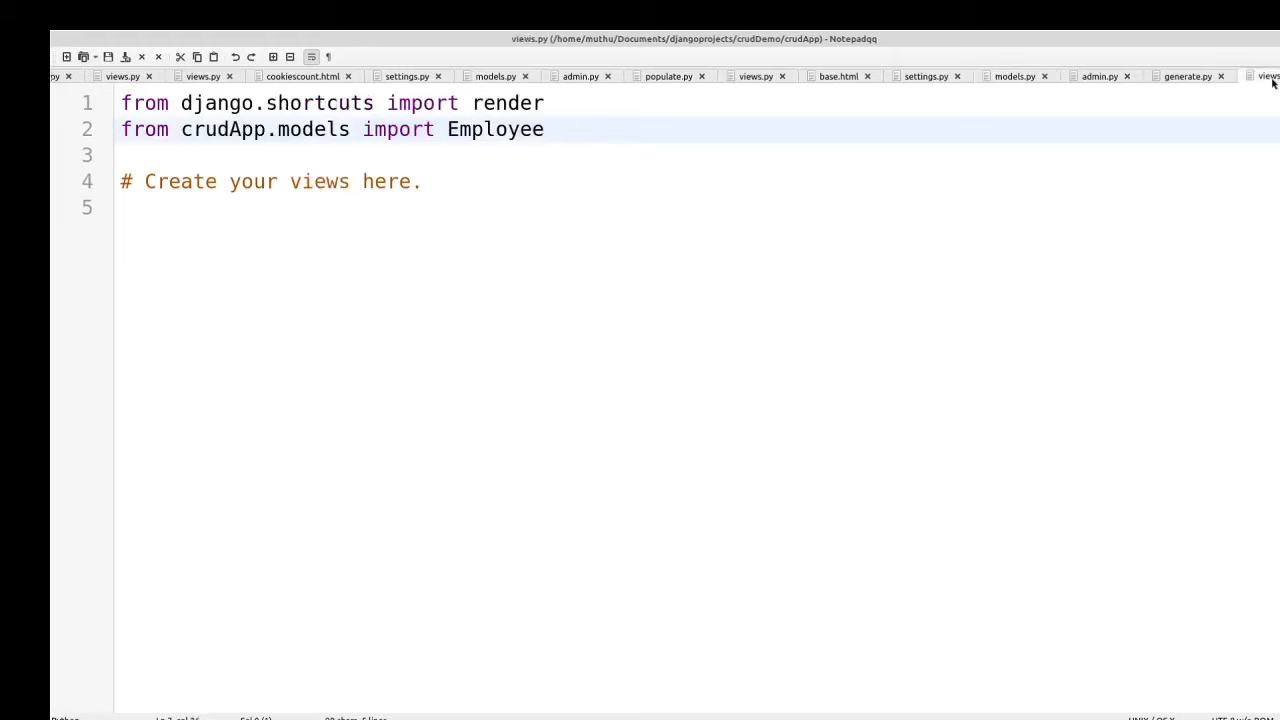 views.py (/home/muthu/Documents/djangoprojects/crudDemo/crudApp) - Notepadqq
py views.py views.py cookiescount.html settings.py models.py admin.py populate.py views.py base.html settings.py models.py admin.py generate.py views
1 from django.shortcuts import render
2 from crudApp.models import Employee
3
4 # Create your views here.
5